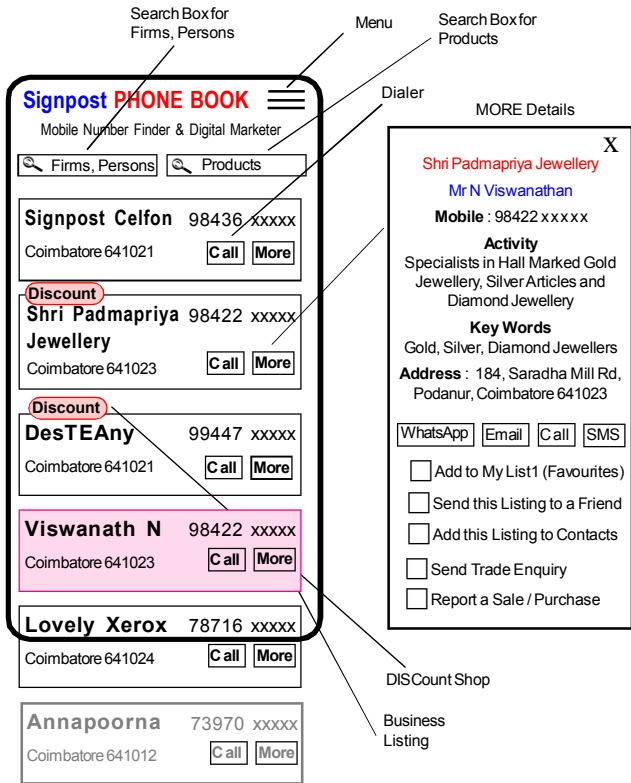 Search Box for
Firms, Persons
Menu
Search Box for
Products
Dialer
Signpost PHONE BOOK
Mobile Number Finder & Digital Marketer
Firms, Persons
Products
Signpost Celfon 98436 xxxxx
Coimbatore 641021 Call More
Discount
Shri Padmapriya 98422 xxxxx
Jewellery
Coimbatore 641023 Call More
Discount
DesTEAny 99447 xxxxx
Coimbatore 641021 Call More
Viswanath N 98422 xxxxx
Coimbatore 641023 Call More
Lovely Xerox 78716 xxxxx
Coimbatore 641024 Call More
Annapoorna 73970 xxxxx
Coimbatore 641012 Call More
MORE Details
X
Shri Padmapriya Jewellery
Mr N Viswanathan
Mobile : 98422 xxxxx
Activity
Specialists in Hall Marked Gold
Jewellery, Silver Articles and
Diamond Jewellery
Key Words
Gold, Silver, Diamond Jewellers
Address : 184, Saradha Mill Rd,
Podanur, Coimbatore 641023
WhatsApp Email Call SMS
Add to My List1 (Favourites)
Send this Listing to a Friend
Add this Listing to Contacts
Send Trade Enquiry
Report a Sale / Purchase
DISCount Shop
Business
Listing